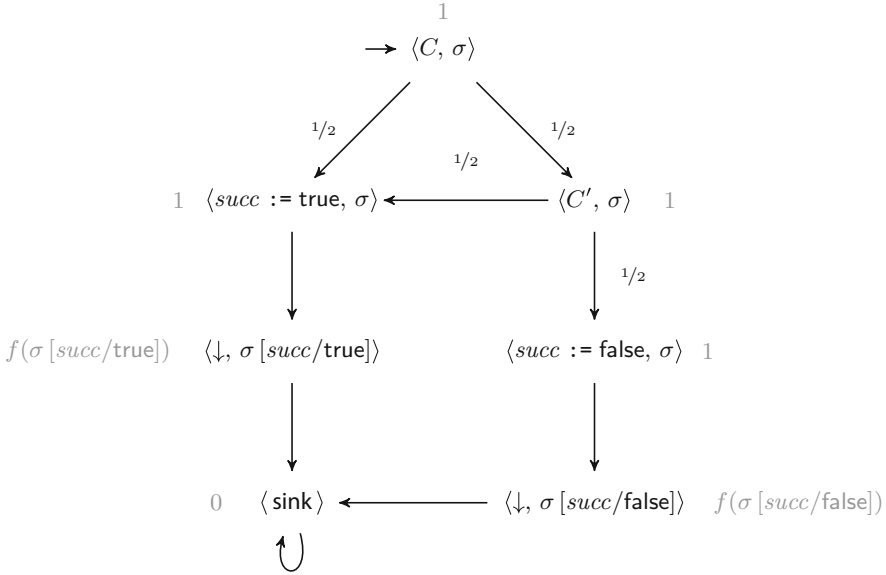 1
⟨C, σ⟩
1/2 1/2
1/2
1 ⟨succ := true, σ⟩ ⟨C′, σ⟩ 1
1/2
f(σ [succ/true]) ⟨↓, σ [succ/true]⟩ ⟨succ := false, σ⟩ 1
0 ⟨sink⟩ ⟨↓, σ [succ/false]⟩ f(σ [succ/false])